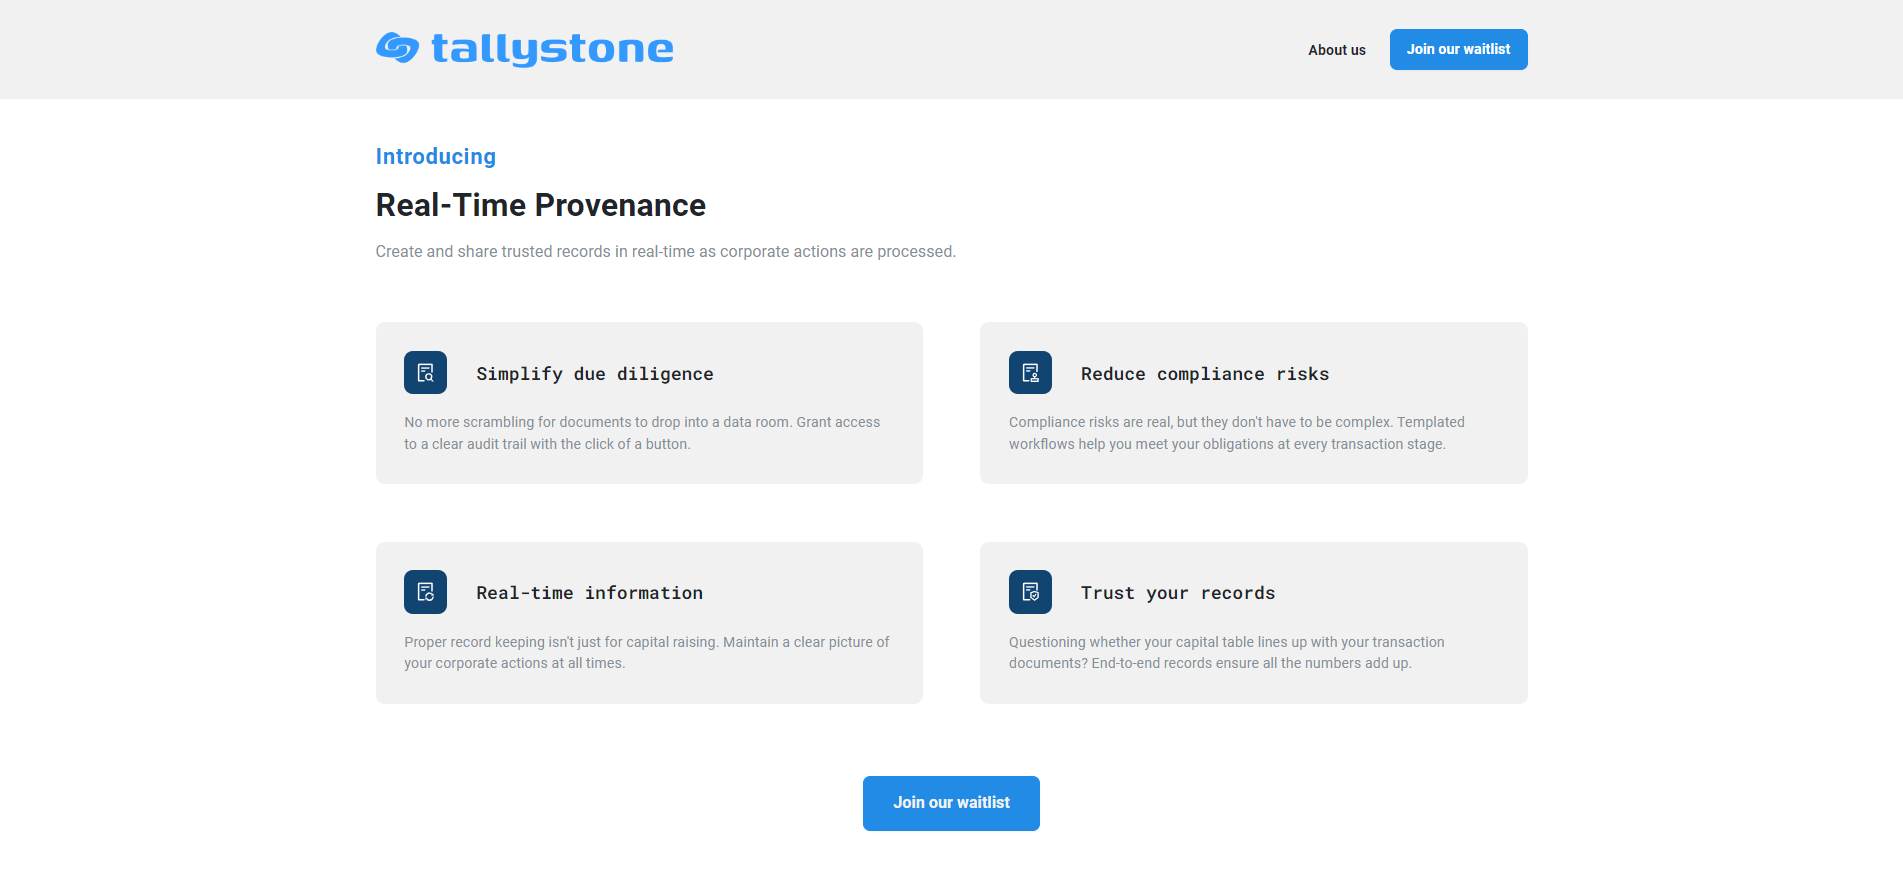 tallystone
About us
Join our waitlist
Introducing
Real-Time Provenance
Create and share trusted records in real-time as corporate actions are processed.
Simplify due diligence
No more scrambling for documents to drop into a data room. Grant access
to a clear audit trail with the click of a button.
Reduce compliance risks
Compliance risks are real, but they don't have to be complex. Templated
workflows help you meet your obligations at every transaction stage.
Real-time information
Proper record keeping isn't just for capital raising. Maintain a clear picture of
your corporate actions at all times.
Trust your records
Questioning whether your capital table lines up with your transaction
documents? End-to-end records ensure all the numbers add up.
Join our waitlist